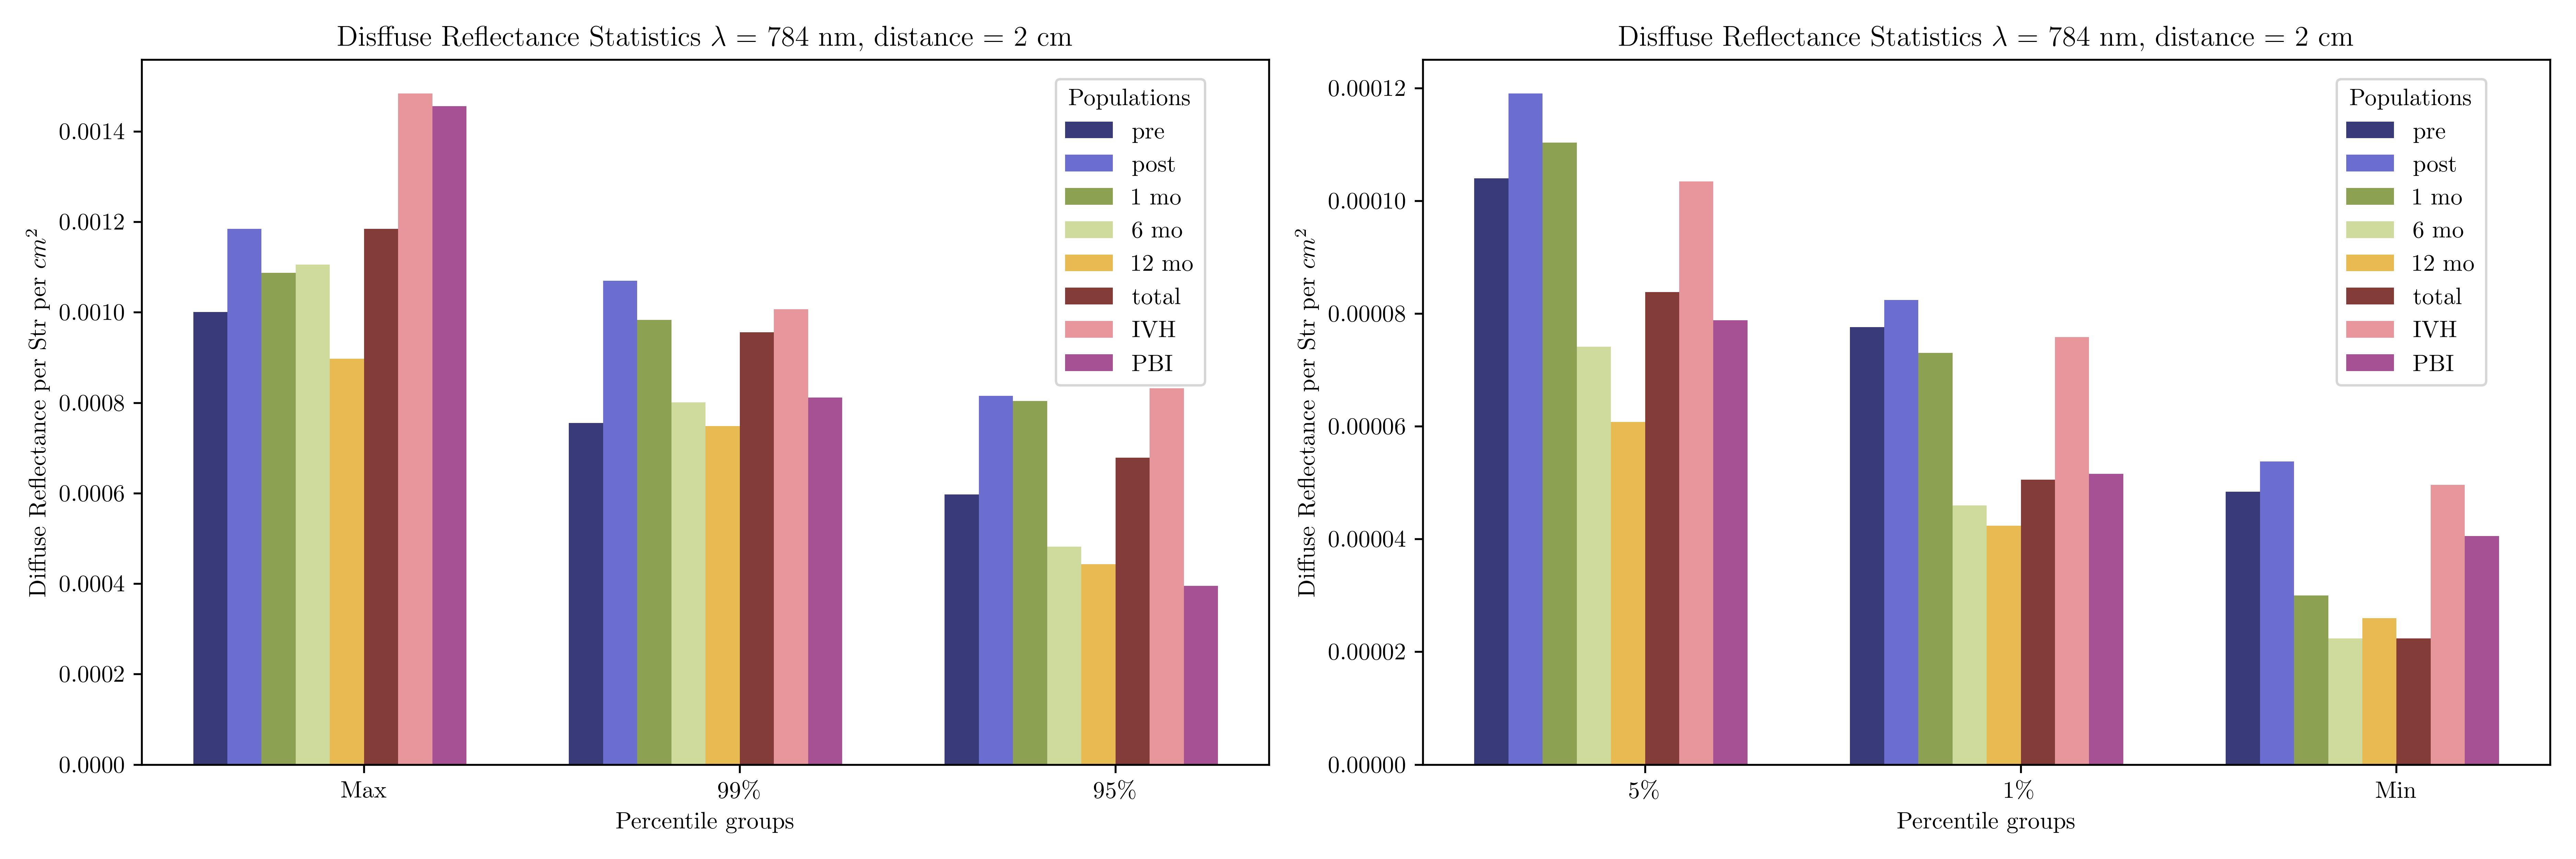 Disffuse Reflectance Statistics λ = 784 nm, distance = 2 cm
Diffuse Reflectance per Str per cm²
0.0014
0.0012
0.0010
0.0008
0.0006
0.0004
0.0002
0.0000
Populations
pre
post
1 mo
6 mo
12 mo
total
IVH
PBI
Max
99%
95%
Percentile groups
Disffuse Reflectance Statistics λ = 784 nm, distance = 2 cm
Diffuse Reflectance per Str per cm²
0.00012
0.00010
0.00008
0.00006
0.00004
0.00002
0.00000
Populations
pre
post
1 mo
6 mo
12 mo
total
IVH
PBI
5%
1%
Min
Percentile groups